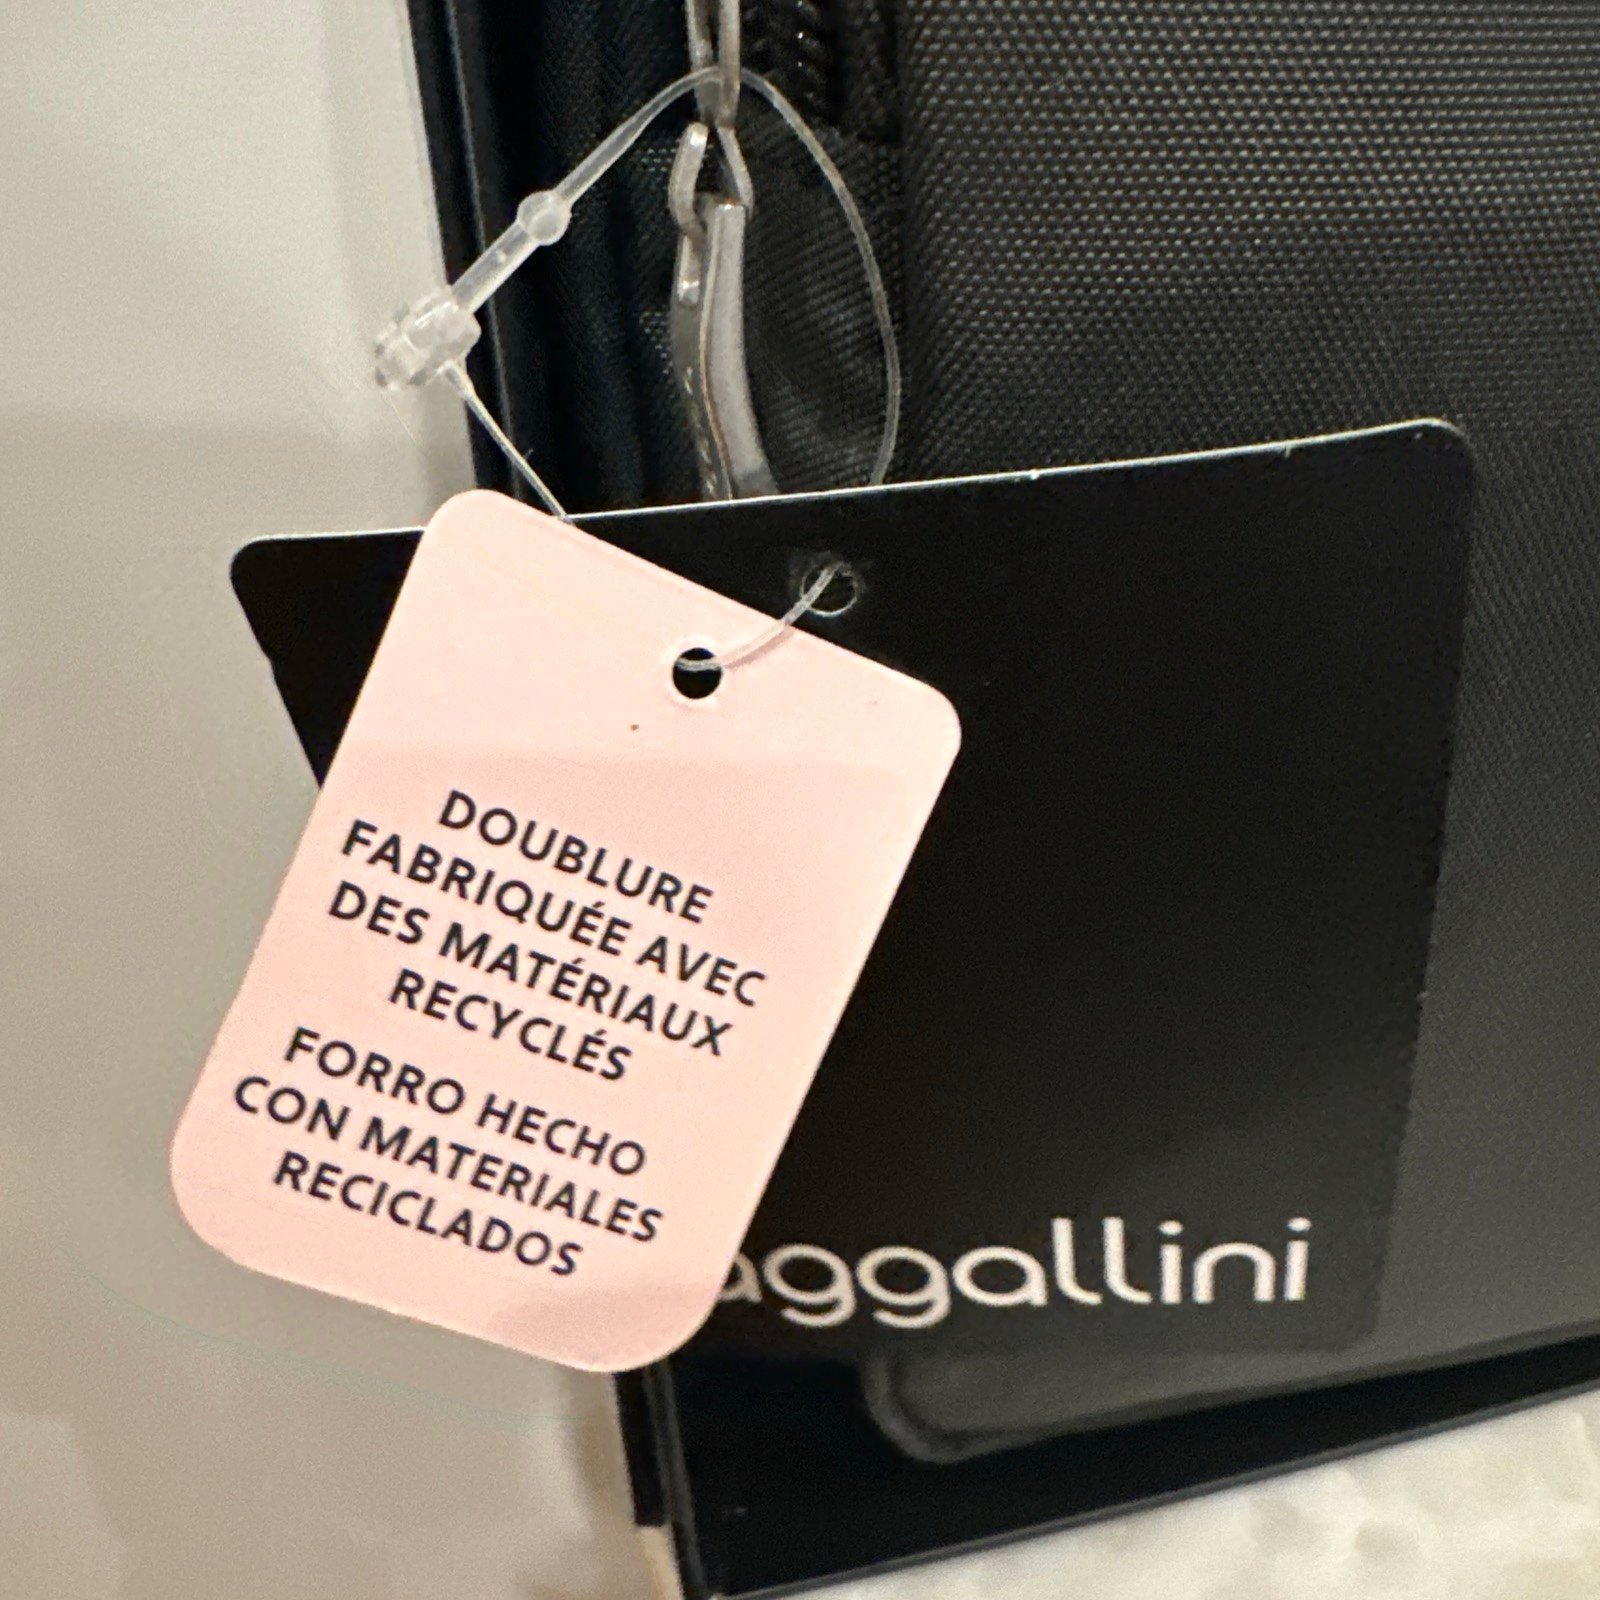 DOUBLURE
FABRIQUÉE AVEC
DES MATÉRIAUX
RECYCLÉS
FORRO HECHO
CON MATERIALES
RECICLADOS
aggallini